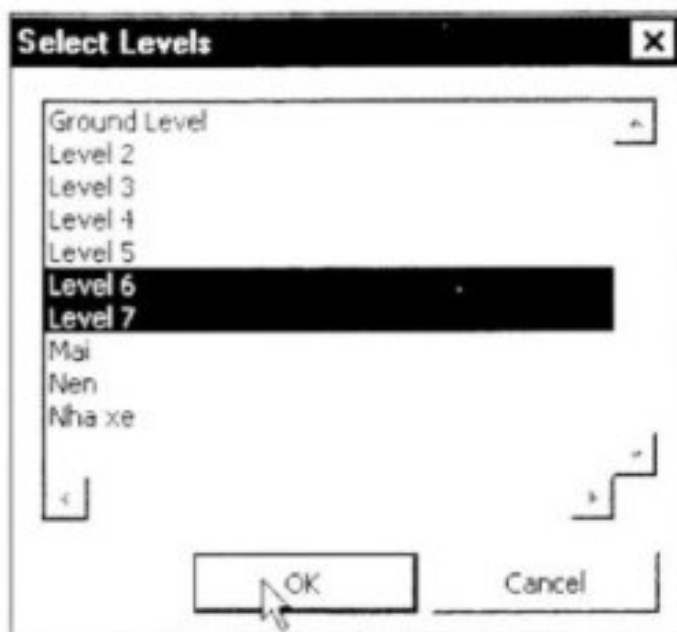 Select Levels
Ground Level
Level 2
Level 3
Level 4
Level 5
Level 6
Level 7
Mai
Nen
Nha xe
OK
Cancel